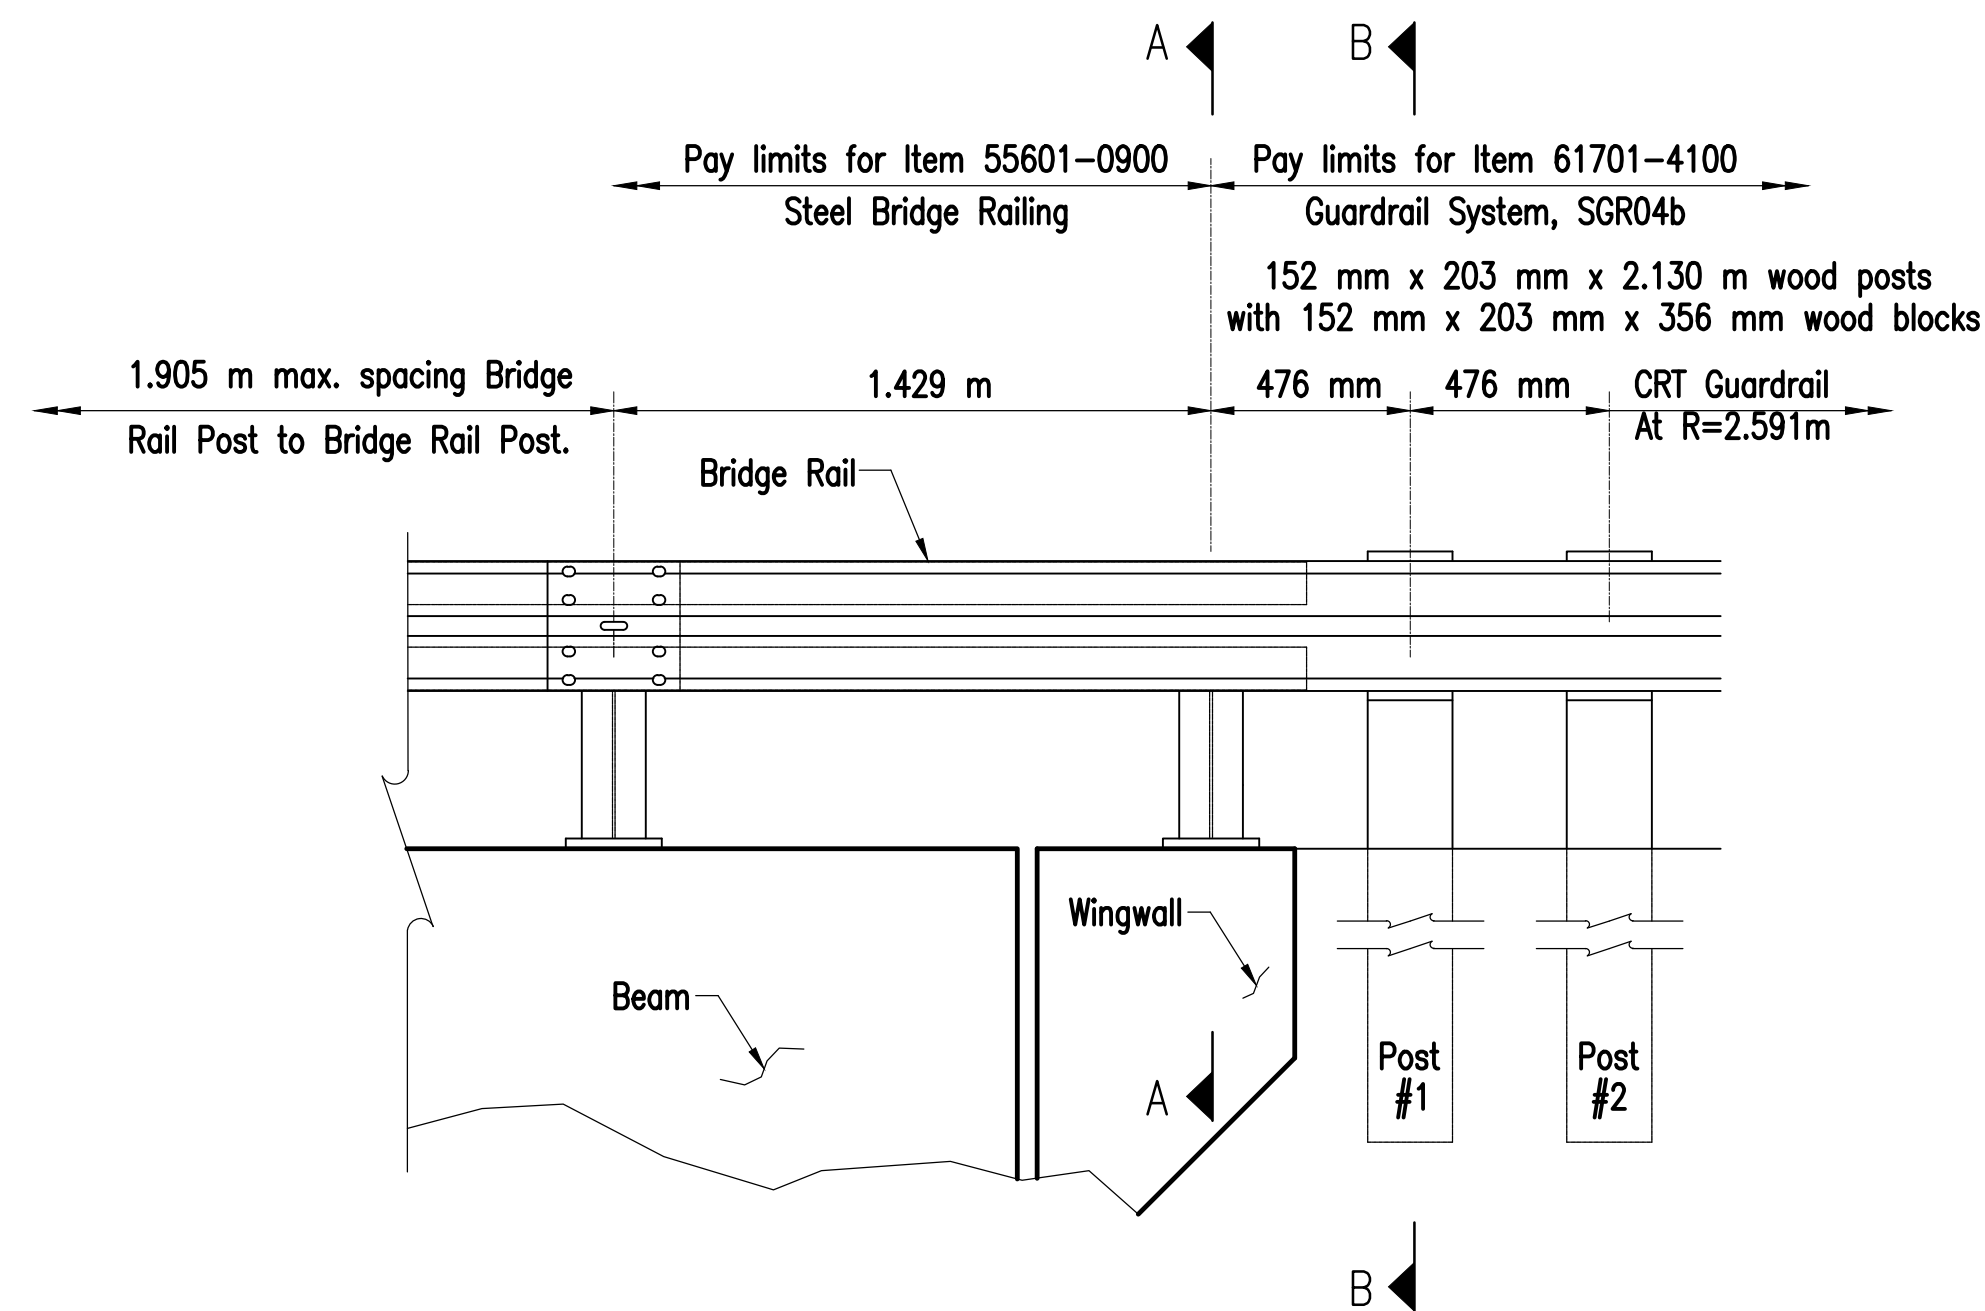 A
B
Pay limits for Item 55601-0900
Steel Bridge Railing
Pay limits for Item 61701-4100
Guardrail System, SGR04b
152 mm x 203 mm x 2.130 m wood posts
with 152 mm x 203 mm x 356 mm wood blocks
1.905 m max. spacing Bridge
Rail Post to Bridge Rail Post.
1.429 m
476 mm
476 mm
CRT Guardrail
At R=2.591m
Bridge Rail
Wingwall
Beam
A
Post
#1
Post
#2
B